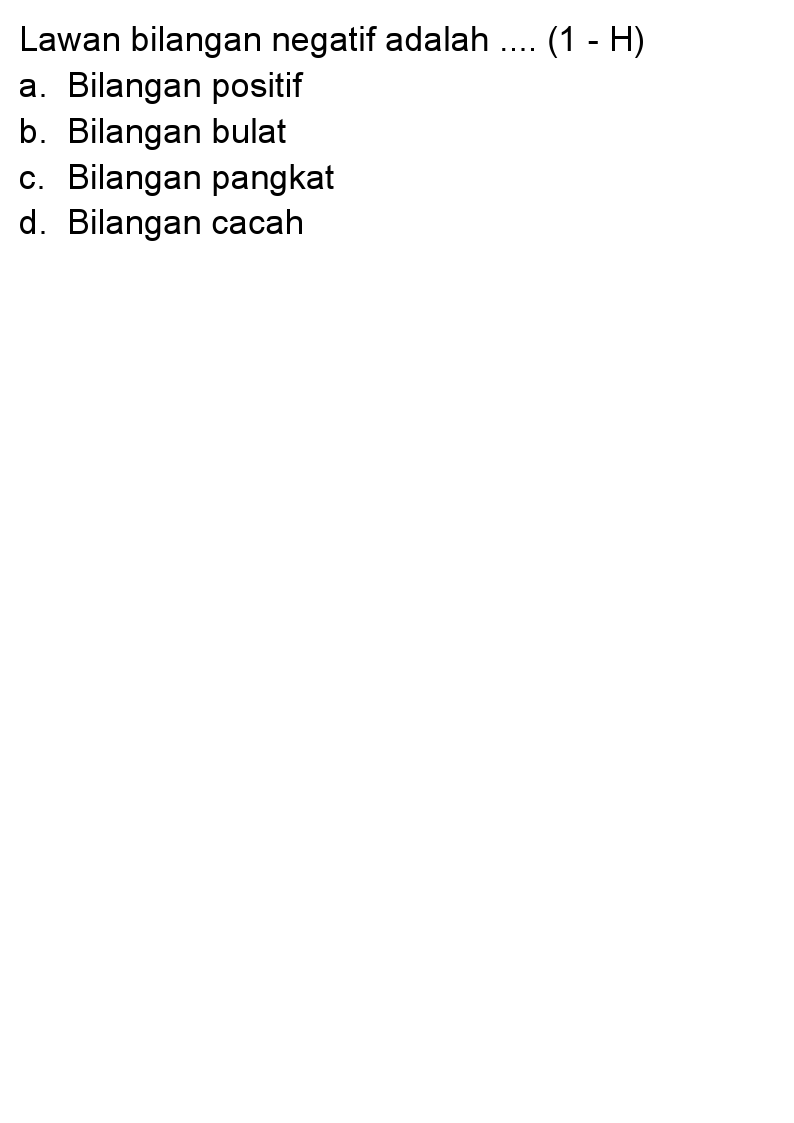 Lawan bilangan negatif adalah .... (1 - H)
a. Bilangan positif
b. Bilangan bulat
c. Bilangan pangkat
d. Bilangan cacah